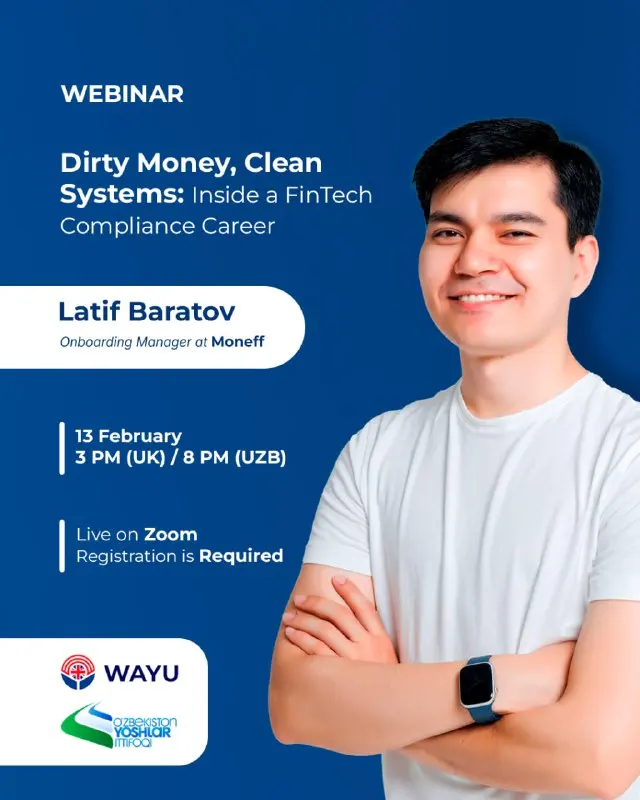 WEBINAR
Dirty Money, Clean
Systems: Inside a FinTech
Compliance Career
Latif Baratov
Onboarding Manager at Moneff
13 February
3 PM (UK) / 8 PM (UZB)
Live on Zoom
Registration is Required
WAYU
O'ZBEKISTON
YOSHLAR
ITTIFOQI